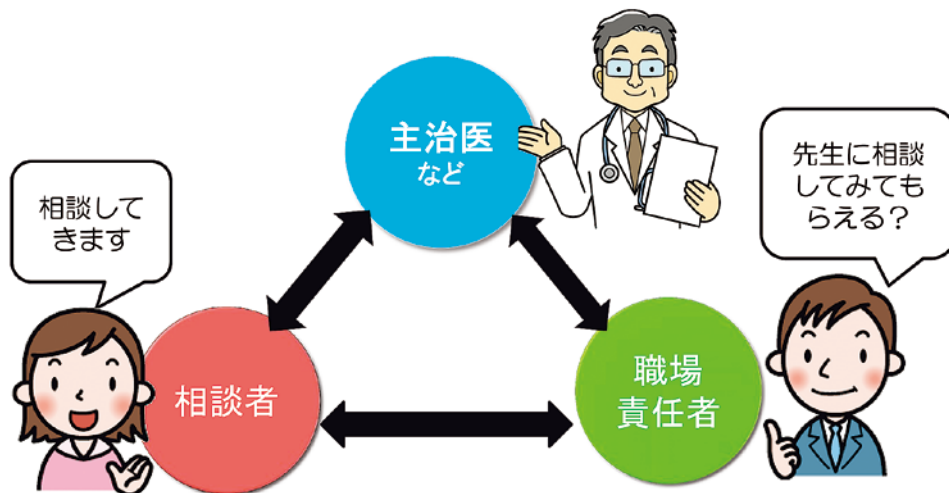 主治医
など
相談して
きます
先生に相談
してみても
らえる?
相談者
職場
責任者